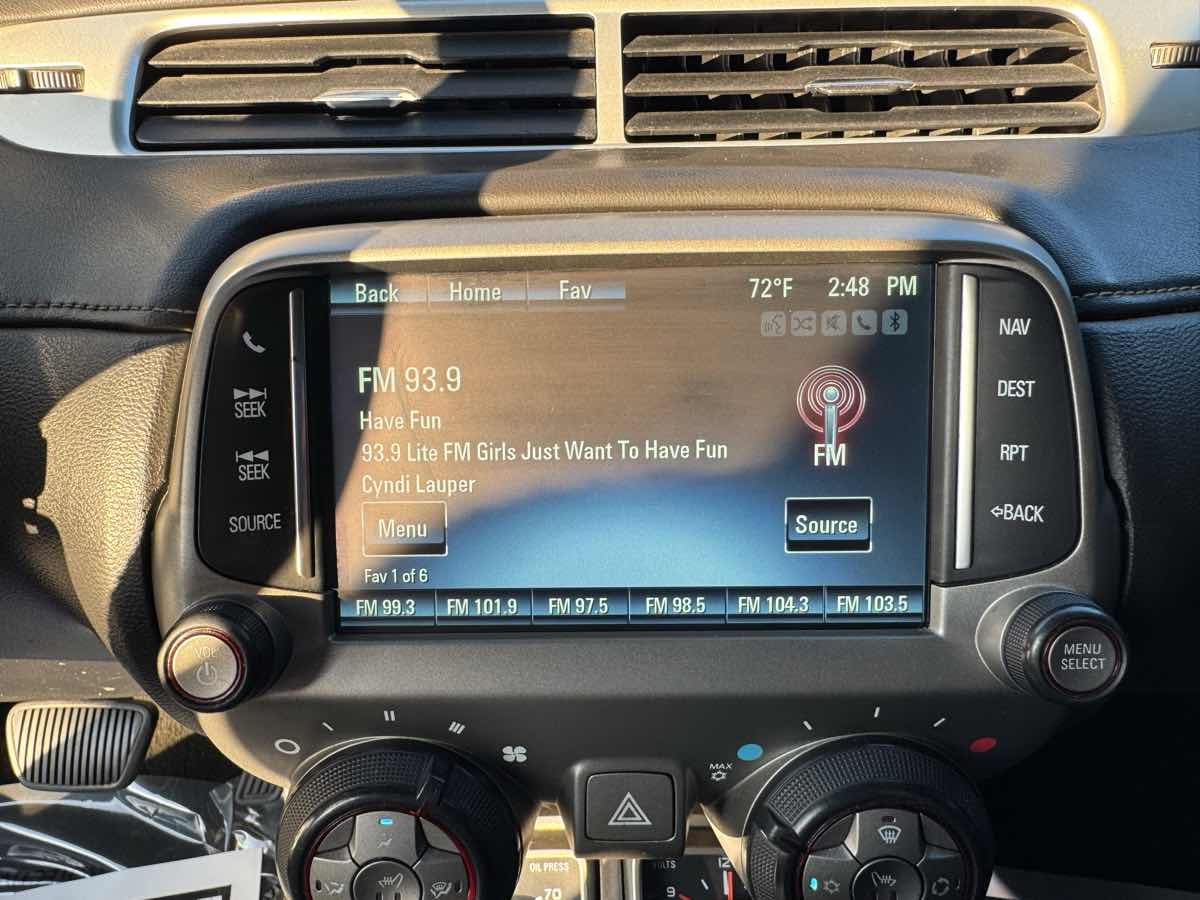 Back Home Fav 72°F 2:48 PM
NAV
SEEK
DEST
FM 93.9
Have Fun
93.9 Lite FM Girls Just Want To Have Fun
FM
SEEK
RPT
Cyndi Lauper
SOURCE
Menu
Source
BACK
Fav 1 of 6
FM 99.3 FM 101.9 FM 97.5 FM 98.5 FM 104.3 FM 103.5
VOL
MENU
SELECT
MAX
OIL PRESS
VOLTS
70
9